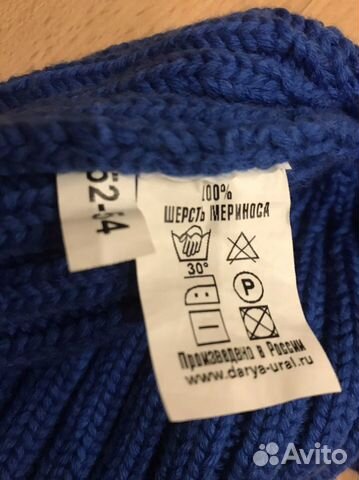 52-54
100%
ШЕРСТЬ МЕРИНОСА
30°
P
Произведено в России
www.darya-ural.ru
Avito